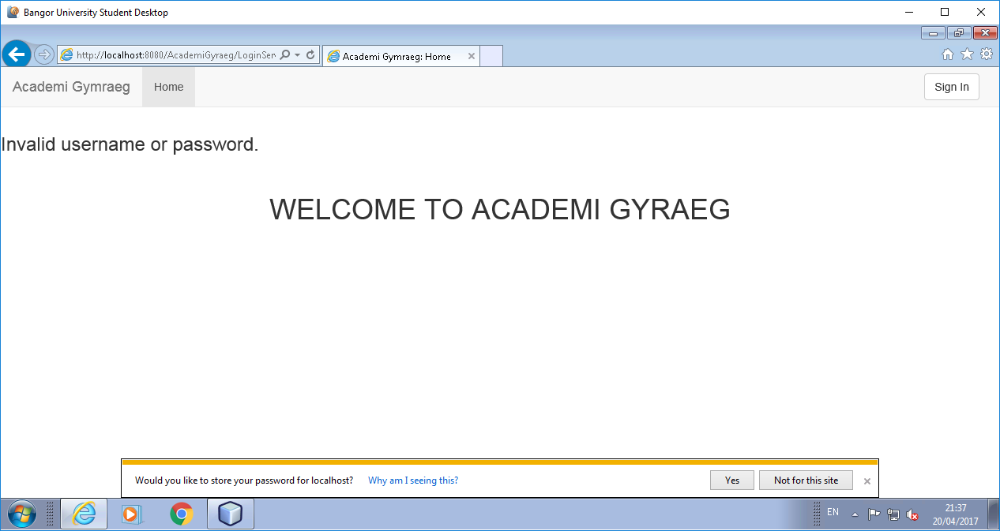 Bangor University Student Desktop
http://localhost:8080/AcademiGyraeg/LoginSer
Academi Gymraeg: Home
Academi Gymraeg
Home
Sign In
Invalid username or password.
WELCOME TO ACADEMI GYRAEG
Would you like to store your password for localhost?
Why am I seeing this?
Yes
Not for this site
EN
21:37
20/04/2017